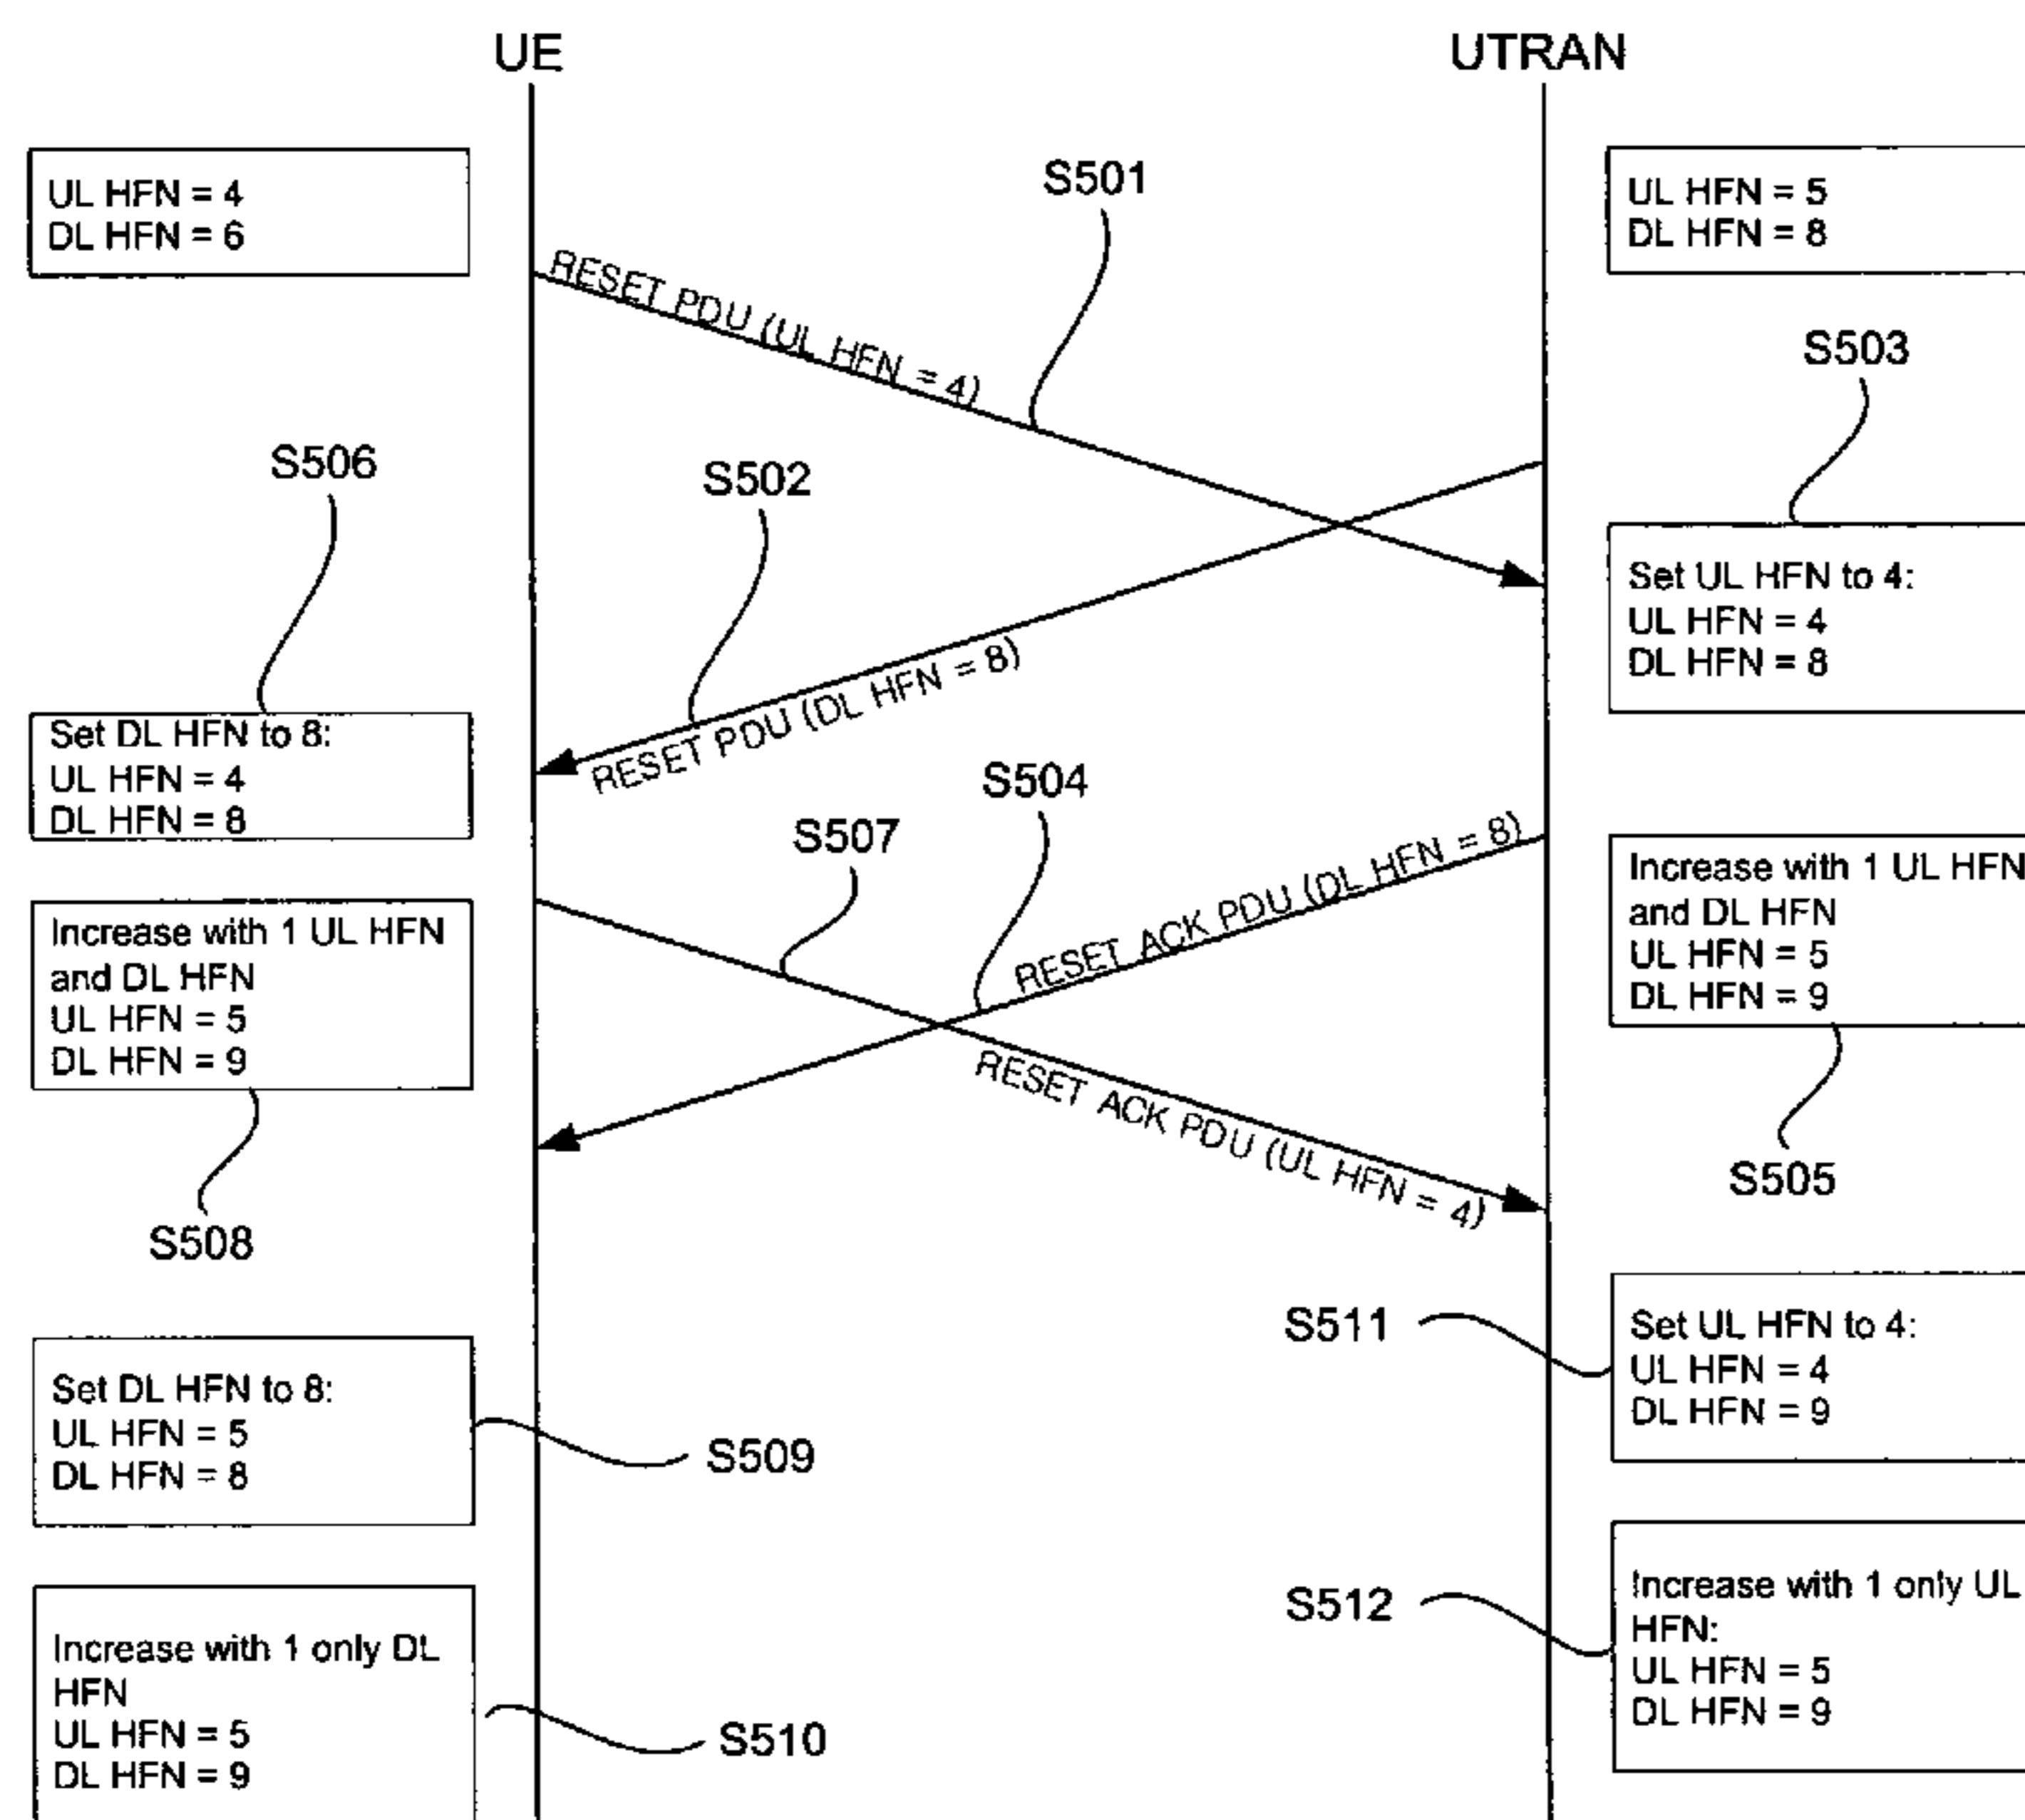 UE
UTRAN
UL HFN = 4
DL HFN = 6
S501
UL HFN = 5
DL HFN = 8
RESET PDU (UL HFN = 4)
S503
S506
S502
Set UL HFN to 4:
UL HFN = 4
DL HFN = 8
RESET PDU (DL HFN = 8)
Set DL HFN to 8:
UL HFN = 4
DL HFN = 8
S504
S507
RESET ACK PDU (DL HFN = 8)
Increase with 1 UL HFN
and DL HFN
UL HFN = 5
DL HFN = 9
Increase with 1 UL HFN
and DL HFN
UL HFN = 5
DL HFN = 9
RESET ACK PDU (UL HFN = 4)
S505
S508
S511
Set UL HFN to 4:
UL HFN = 4
DL HFN = 9
Set DL HFN to 8:
UL HFN = 5
DL HFN = 8
S509
S512
Increase with 1 only UL
HFN:
UL HFN = 5
DL HFN = 9
Increase with 1 only DL
HFN
UL HFN = 5
DL HFN = 9
S510